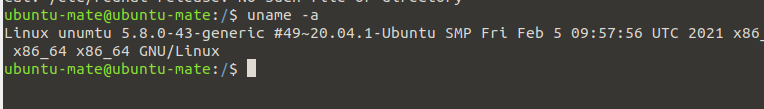 cat: /etc/redhat-release: No such file or directory
ubuntu-mate@ubuntu-mate:/$ uname -a
Linux unumtu 5.8.0-43-generic #49~20.04.1-Ubuntu SMP Fri Feb 5 09:57:56 UTC 2021 x86_
x86_64 x86_64 GNU/Linux
ubuntu-mate@ubuntu-mate:/$